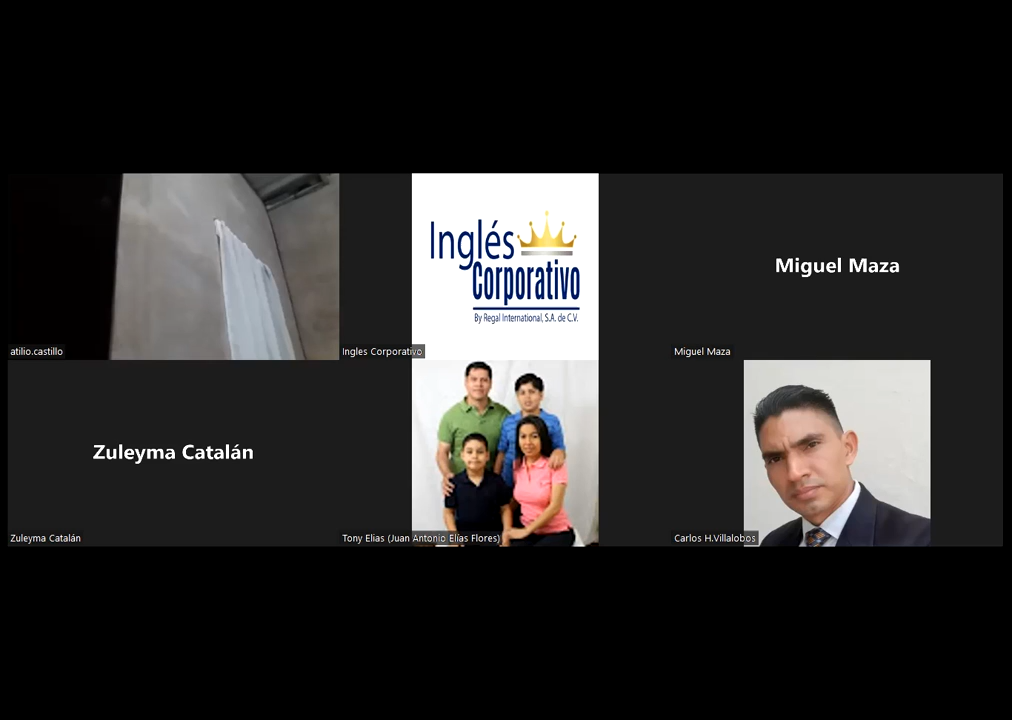 Inglés
Corporativo
By Regal International, S.A. de C.V.
Miguel Maza
atilio.castillo
Ingles Corporativo
Miguel Maza
Zuleyma Catalán
Zuleyma Catalán
Tony Elias (Juan Antonio Elías Flores)
Carlos H.Villalobos